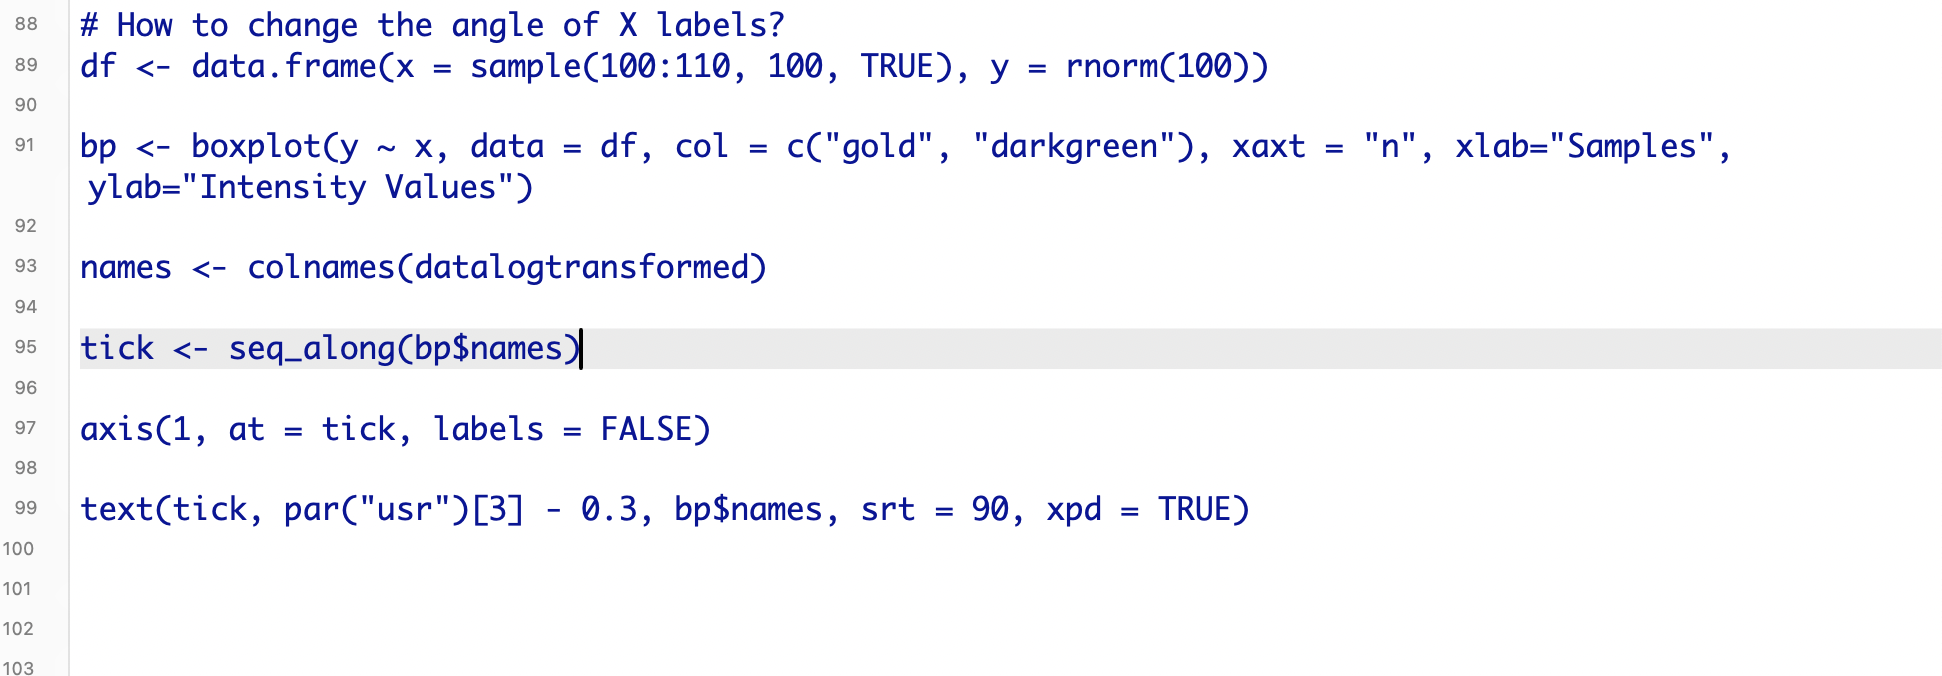 88 # How to change the angle of X labels?
89 df <- data.frame(x = sample(100:110, 100, TRUE), y = rnorm(100))
90
91 bp <- boxplot(y ~ x, data = df, col = c("gold", "darkgreen"), xaxt = "n", xlab="Samples",
ylab="Intensity Values")
92
93 names <- colnames(datalogtransformed)
94
95 tick <- seq_along(bp$names)
96
97 axis(1, at = tick, labels = FALSE)
98
99 text(tick, par("usr")[3] - 0.3, bp$names, srt = 90, xpd = TRUE)
100
101
102
103